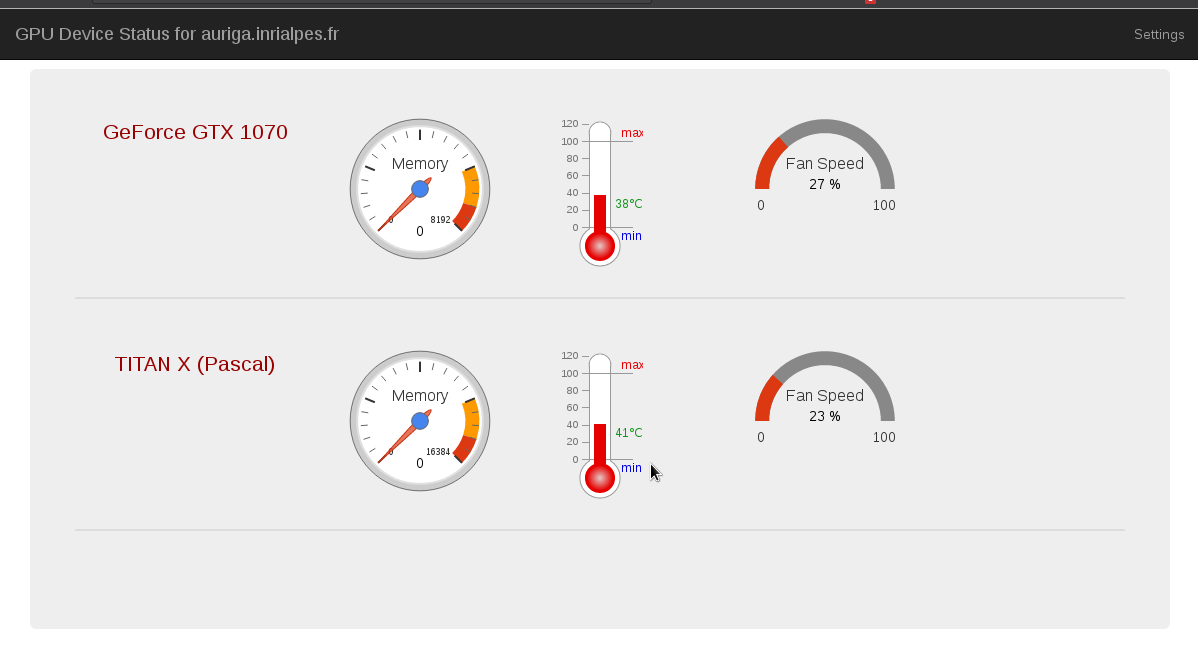 GPU Device Status for auriga.inrialpes.fr
Settings
GeForce GTX 1070
Memory
0
8192
0
120
100
80
60
40
20
0
max
38°C
min
Fan Speed
27 %
0
100
TITAN X (Pascal)
Memory
0
16384
0
120
100
80
60
40
20
0
max
41°C
min
Fan Speed
23 %
0
100